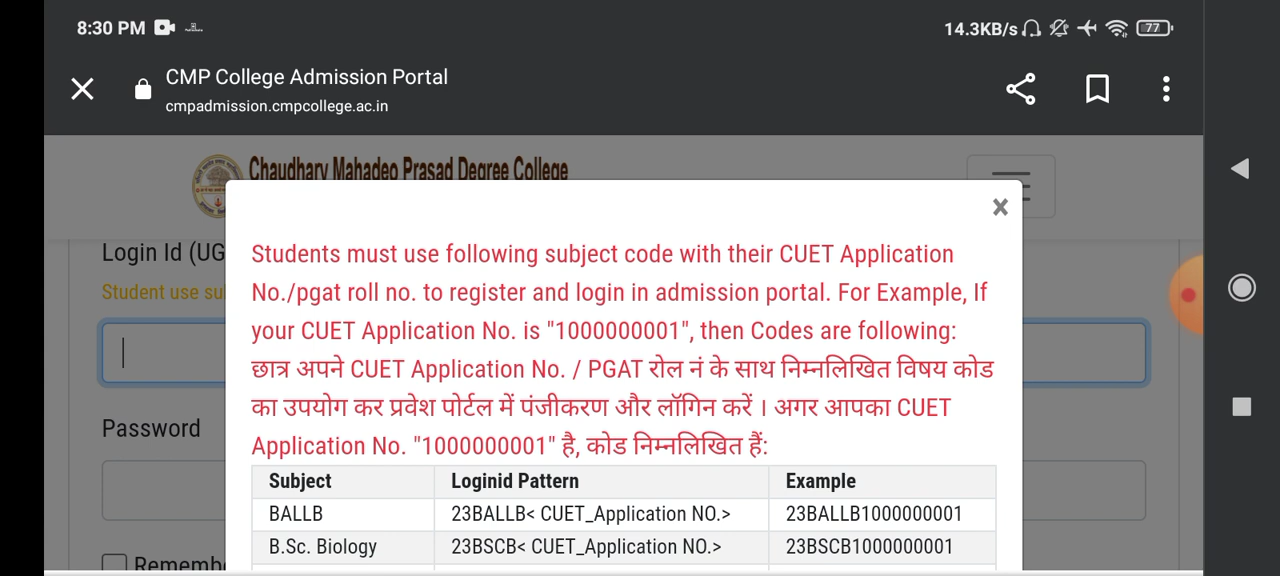 8:30 PM
14.3KB/s
77
CMP College Admission Portal
cmpadmission.cmpcollege.ac.in
Chaudhary Mahadeo Prasad Degree College
Login Id (UG
Student use su
Students must use following subject code with their CUET Application
No./pgat roll no. to register and login in admission portal. For Example, If
your CUET Application No. is "1000000001", then Codes are following:
छात्र अपने CUET Application No. / PGAT रोल नं के साथ निम्नलिखित विषय कोड
का उपयोग कर प्रवेश पोर्टल में पंजीकरण और लॉगिन करें । अगर आपका CUET
Application No. "1000000001" है, कोड निम्नलिखित हैं:
Password
Subject Loginid Pattern Example
BALLB 23BALLB< CUET_Application NO.> 23BALLB1000000001
B.Sc. Biology 23BSCB< CUET_Application NO.> 23BSCB1000000001
Rememb